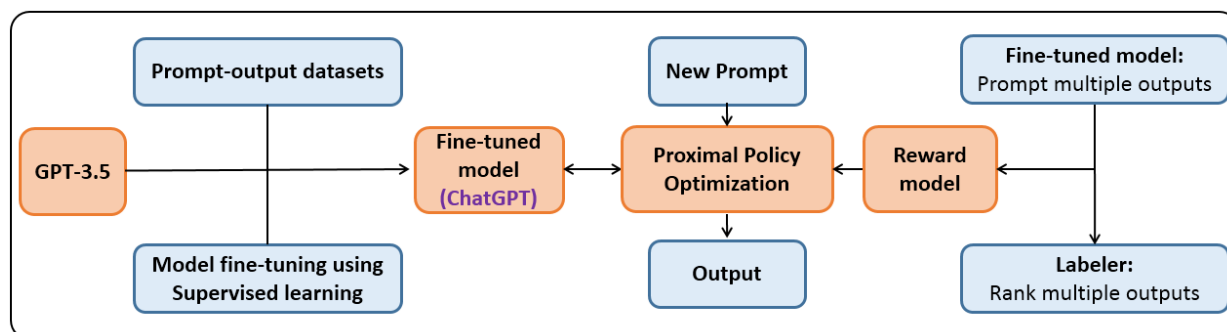 Prompt-output datasets
New Prompt
Fine-tuned model:
Prompt multiple outputs
GPT-3.5
Fine-tuned
model
(ChatGPT)
Proximal Policy
Optimization
Reward
model
Model fine-tuning using
Supervised learning
Output
Labeler:
Rank multiple outputs